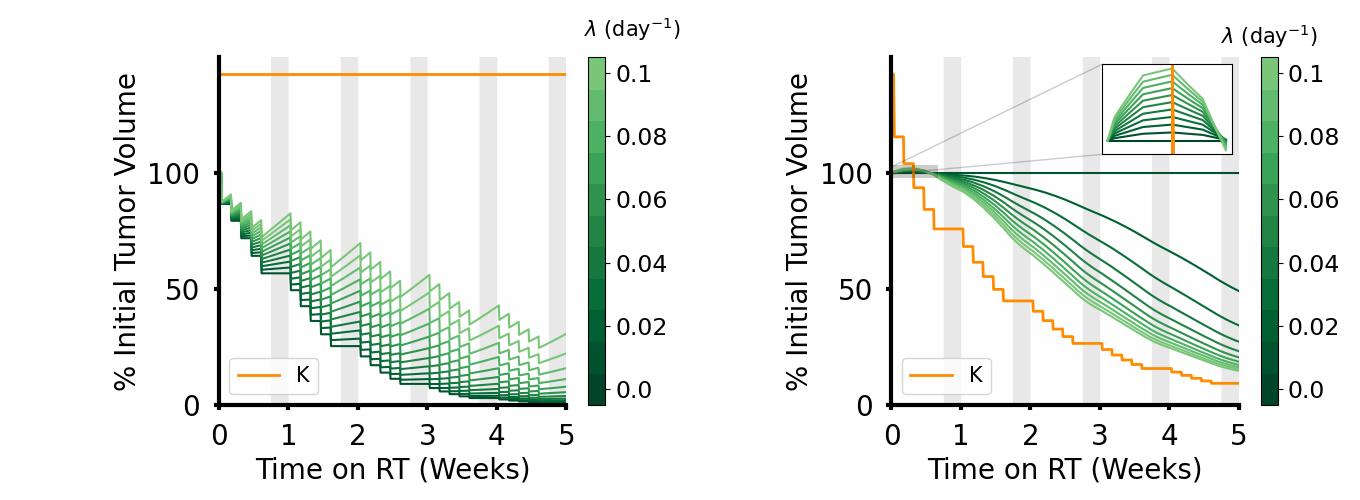 λ (day⁻¹)
% Initial Tumor Volume
100
50
0
K
0 1 2 3 4 5
Time on RT (Weeks)
0.1
0.08
0.06
0.04
0.02
0.0
λ (day⁻¹)
% Initial Tumor Volume
100
50
0
K
0 1 2 3 4 5
Time on RT (Weeks)
0.1
0.08
0.06
0.04
0.02
0.0